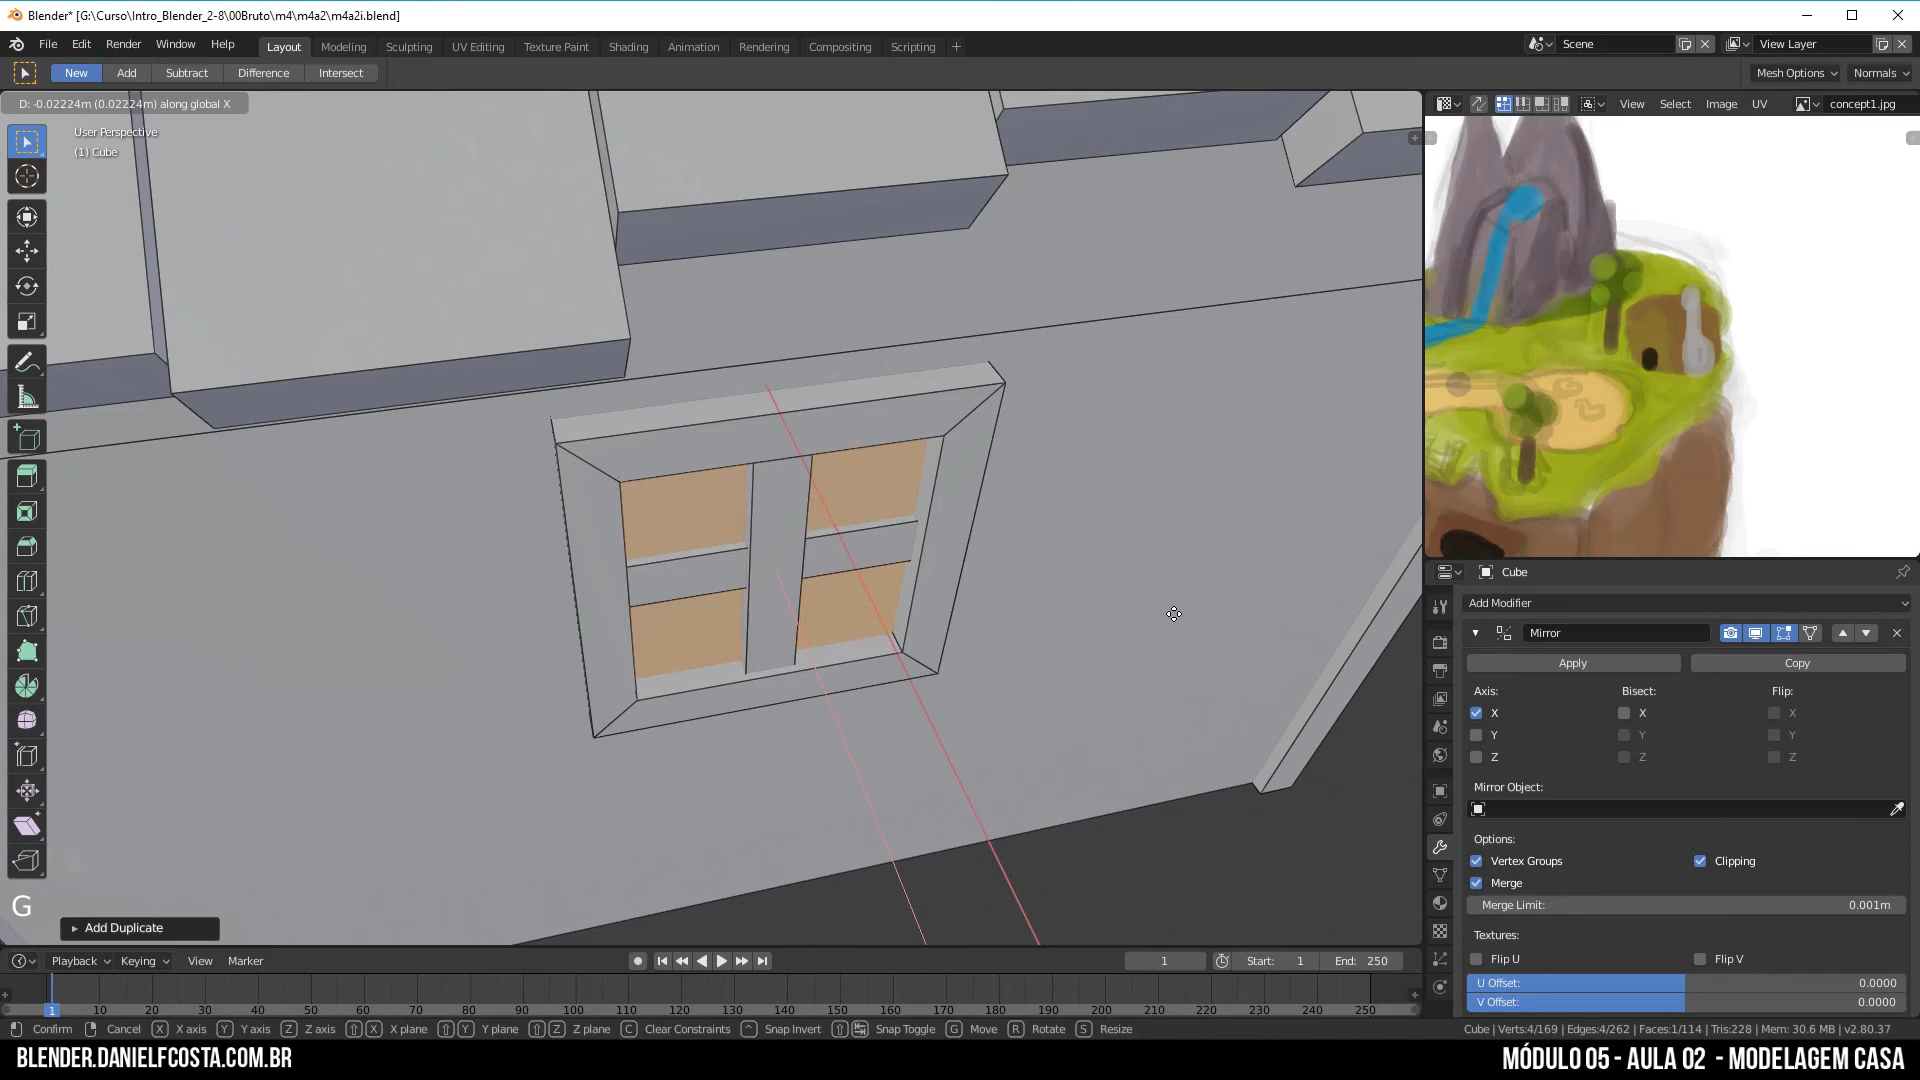 Blender* [G:\Curso\Intro_Blender_2-8\00Bruto\m4\m4a2\m4a2i.blend]
File Edit Render Window Help Layout Modeling Sculpting UV Editing Texture Paint Shading Animation Rendering Compositing Scripting + Scene View Layer
New Add Subtract Difference Intersect Mesh Options Normals
D: -0.02224m (0.02224m) along global X
View Select Image UV concept1.jpg
User Perspective
(1) Cube
Cube
Add Modifier
Mirror
Apply Copy
Axis: Bisect: Flip:
X X X
Y Y Y
Z Z Z
Mirror Object:
Options:
Vertex Groups Clipping
Merge
Merge Limit: 0.001m
Textures:
Flip U Flip V
U Offset: 0.0000
V Offset: 0.0000
G
Add Duplicate
Playback Keying View Marker 1 Start: 1 End: 250
1 10 20 30 40 50 60 70 80 90 100 110 120 130 140 150 160 170 180 190 200 210 220 230 240 250
Confirm Cancel X X axis Y Y axis Z Z axis X X plane Y Y plane Z Z plane C Clear Constraints Snap Invert Snap Toggle G Move R Rotate S Resize
Cube | Verts:4/169 | Edges:4/262 | Faces:1/114 | Tris:228 | Mem: 30.6 MB | v2.80.37
BLENDER.DANIELFCOSTA.COM.BR
MÓDULO 05 - AULA 02 - MODELAGEM CASA